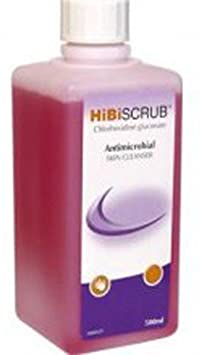 HiBiSCRUB®
Chlorhexidine gluconate
Antimicrobial
SKIN CLEANSER
500ml